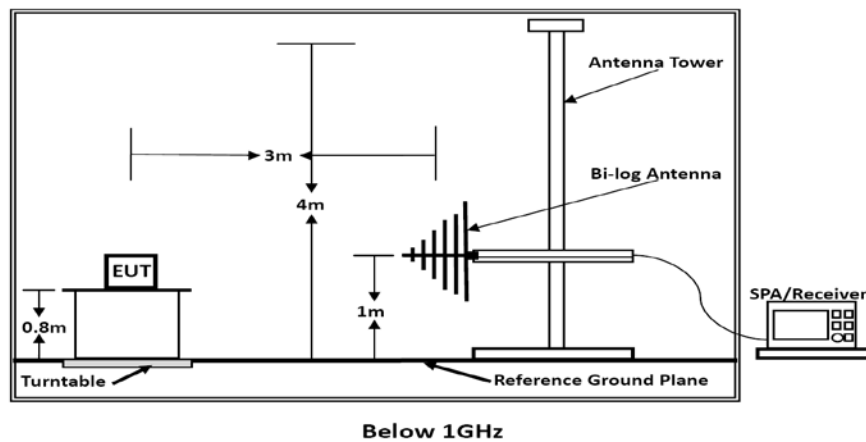 Antenna Tower
3m
Bi-log Antenna
4m
EUT
1m
SPA/Receiver
0.8m
Turntable
Reference Ground Plane
Below 1GHz